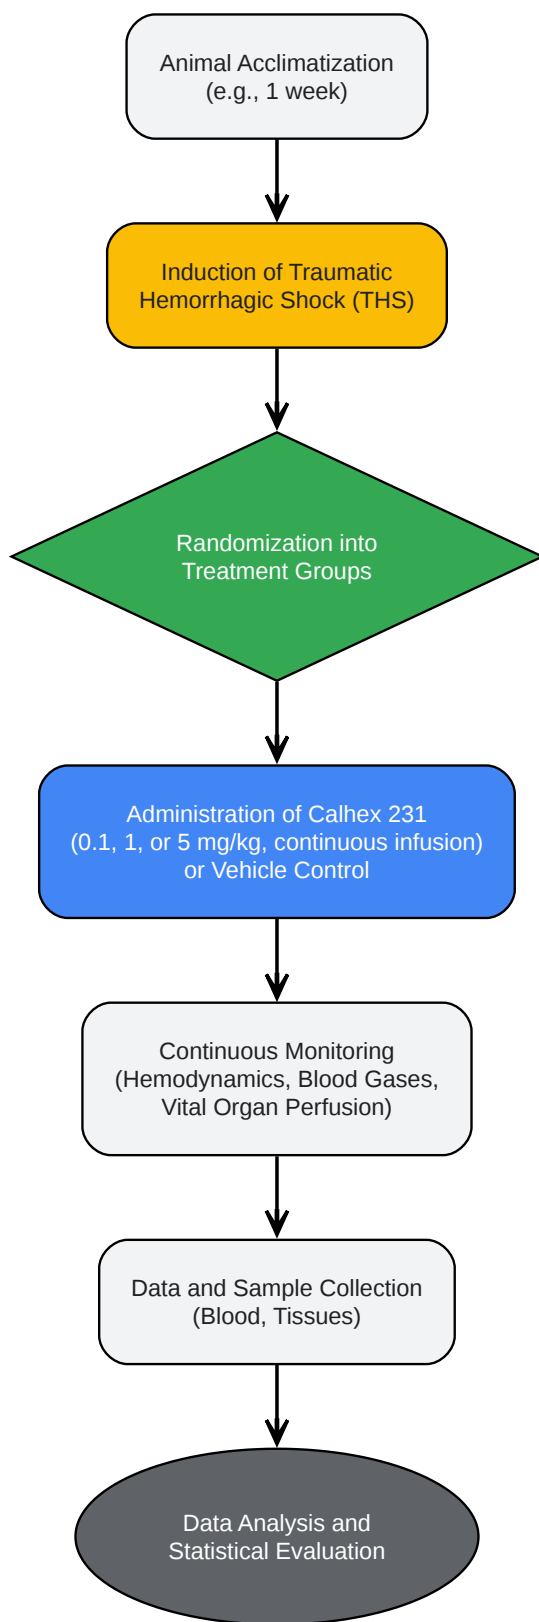 Animal Acclimatization
(e.g., 1 week)
Induction of Traumatic
Hemorrhagic Shock (THS)
Randomization into
Treatment Groups
Administration of Calhex 231
(0.1, 1, or 5 mg/kg, continuous infusion)
or Vehicle Control
Continuous Monitoring
(Hemodynamics, Blood Gases,
Vital Organ Perfusion)
Data and Sample Collection
(Blood, Tissues)
Data Analysis and
Statistical Evaluation